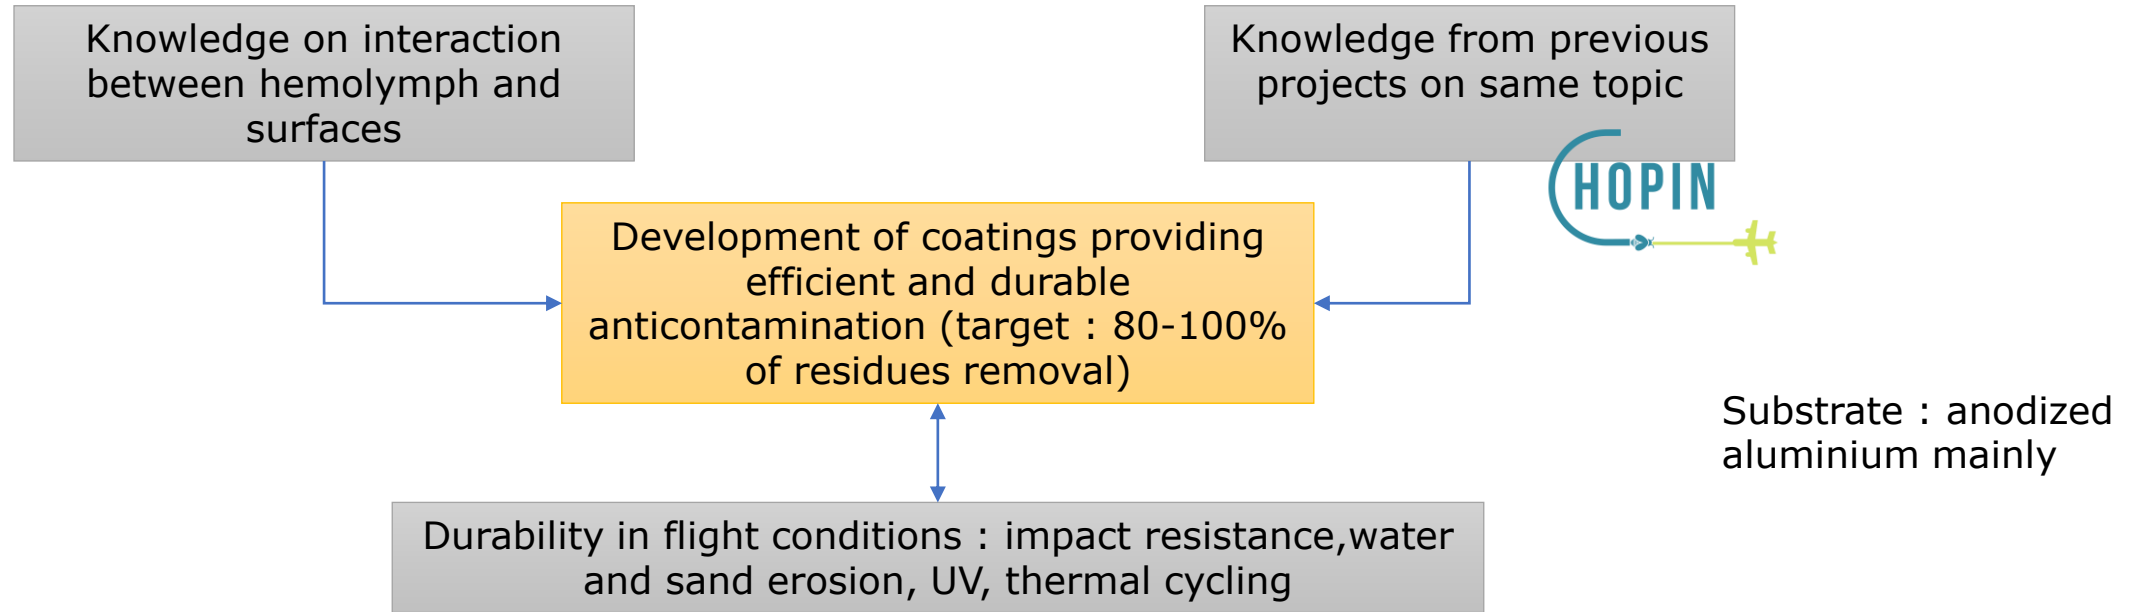 Knowledge on interaction
between hemolymph and
surfaces
Knowledge from previous
projects on same topic
CHOPIN
Development of coatings providing
efficient and durable
anticontamination (target : 80-100%
of residues removal)
Substrate : anodized
aluminium mainly
Durability in flight conditions : impact resistance,water
and sand erosion, UV, thermal cycling